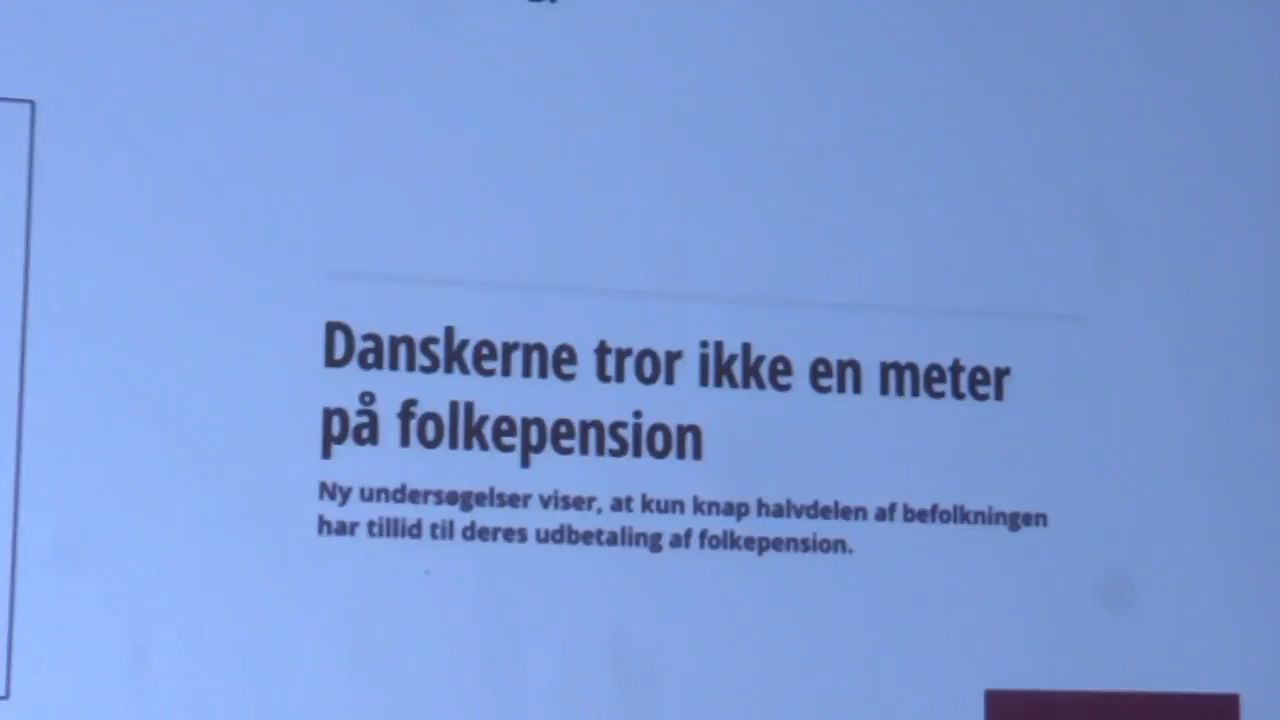 Danskerne tror ikke en meter
på folkepension
Ny undersøgelser viser, at kun knap halvdelen af befolkningen
har tillid til deres udbetaling af folkepension.